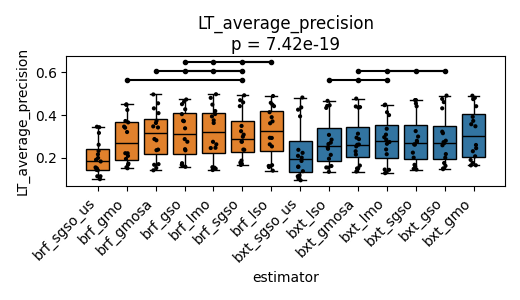 LT_average_precision
p = 7.42e-19
LT_average_precision
0.6
0.4
0.2
brf_sgso_us
brf_gmo
brf_gmosa
brf_gso
brf_lmo
brf_sgso
brf_lso
bxt_sgso_us
bxt_lso
bxt_gmosa
bxt_lmo
bxt_sgso
bxt_gso
bxt_gmo
estimator